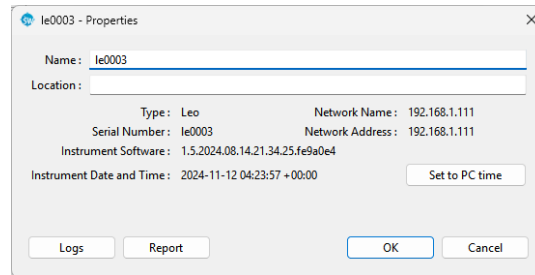 le0003 - Properties
Name: le0003
Location:
Type: Leo Network Name: 192.168.1.111
Serial Number: le0003 Network Address: 192.168.1.111
Instrument Software: 1.5.2024.08.14.21.34.25.fe9a0e4
Instrument Date and Time: 2024-11-12 04:23:57 +00:00 Set to PC time
Logs Report OK Cancel